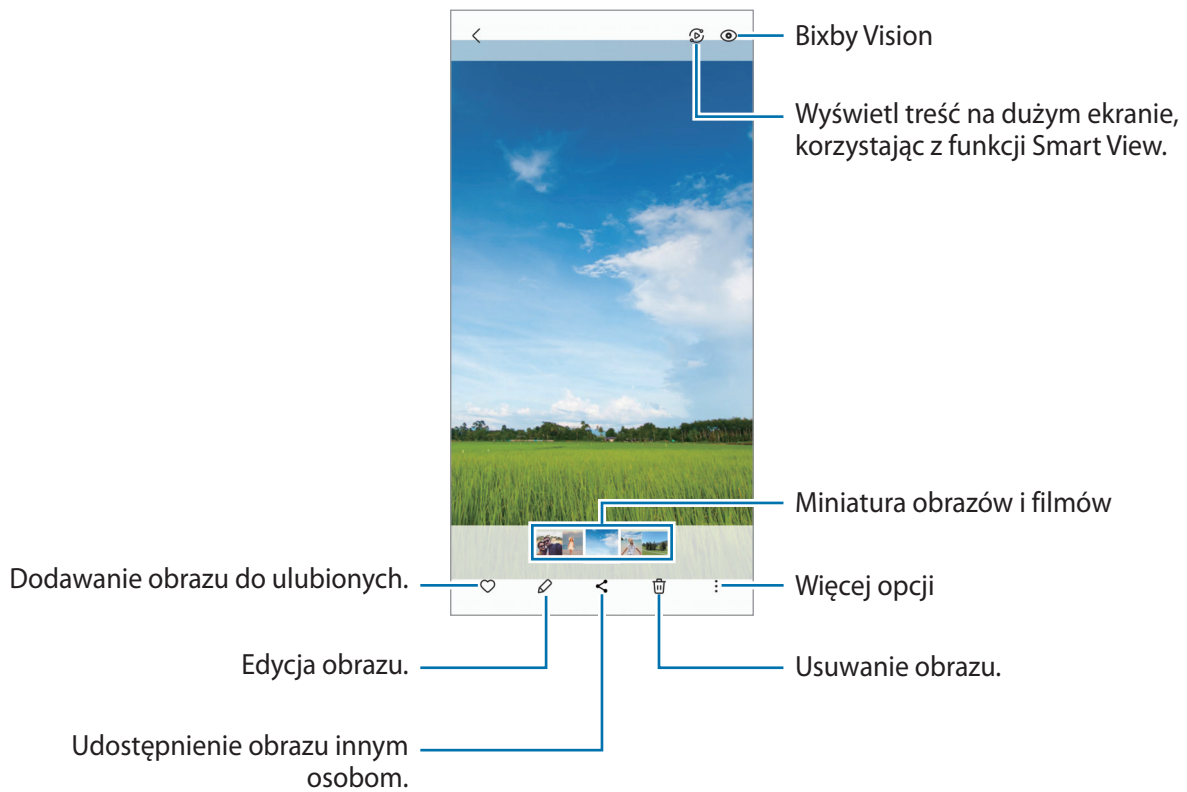 Bixby Vision
Wyświetl treść na dużym ekranie,
korzystając z funkcji Smart View.
Miniatura obrazów i filmów
Dodawanie obrazu do ulubionych.
Więcej opcji
Edycja obrazu.
Usuwanie obrazu.
Udostępnienie obrazu innym
osobom.